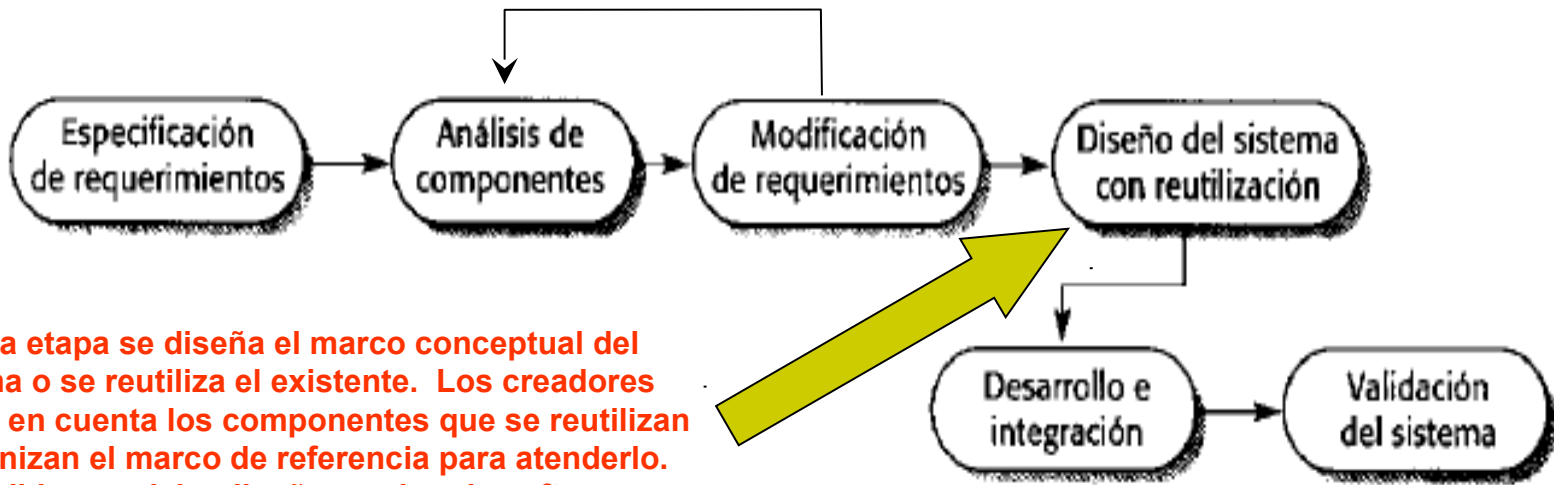 Especificación
de requerimientos
Análisis de
componentes
Modificación
de requerimientos
Diseño del sistema
con reutilización
a etapa se diseña el marco conceptual del
na o se reutiliza el existente. Los creadores
en cuenta los componentes que se reutilizan
nizan el marco de referencia para atenderlo.
Desarrollo e
integración
Validación
del sistema